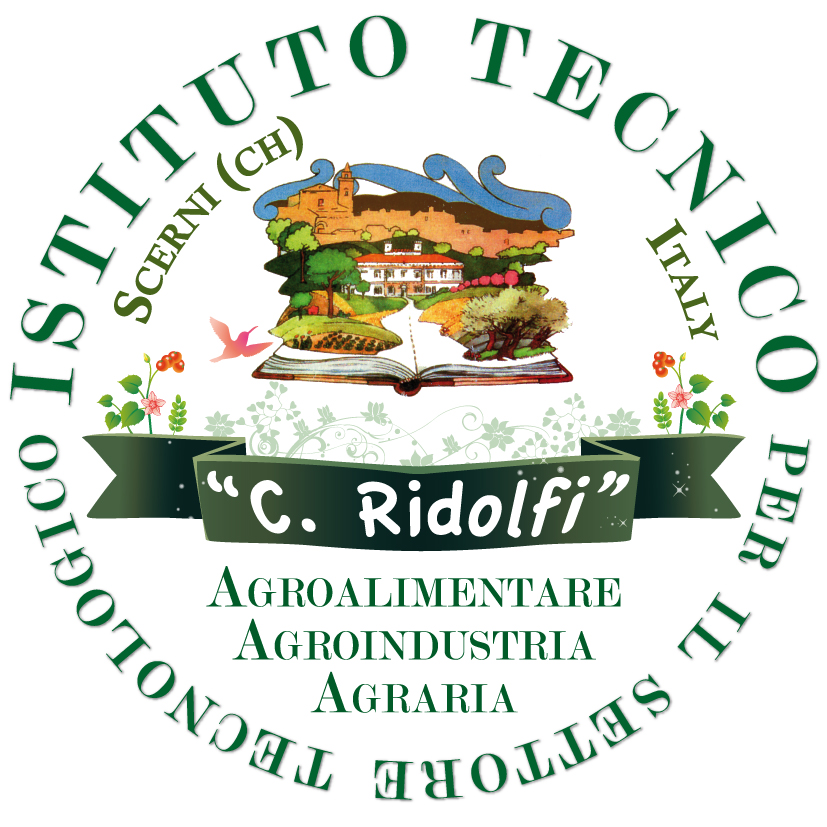 ISTITUTO TECNICO PER IL SETTORE TECNOLOGICO
SCERNI (CH)
ITALY
"C. Ridolfi"
AGROALIMENTARE
AGROINDUSTRIA
AGRARIA